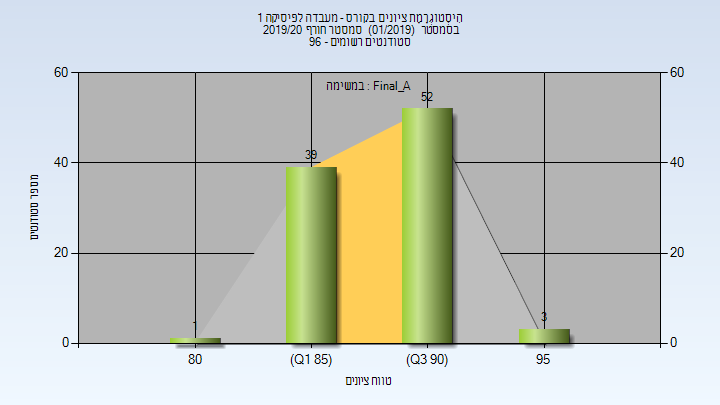 היסטוגרמת ציונים בקורס - מעבדה לפיסיקה 1
בסמסטר (01/2019) סמסטר חורף 2019/20
סטודנטים רשומים - 96
במשימה : Final_A
60
40
20
0
60
40
20
0
1
39
52
3
80
(Q1 85)
(Q3 90)
95
מספר סטודנטים
טווח ציונים